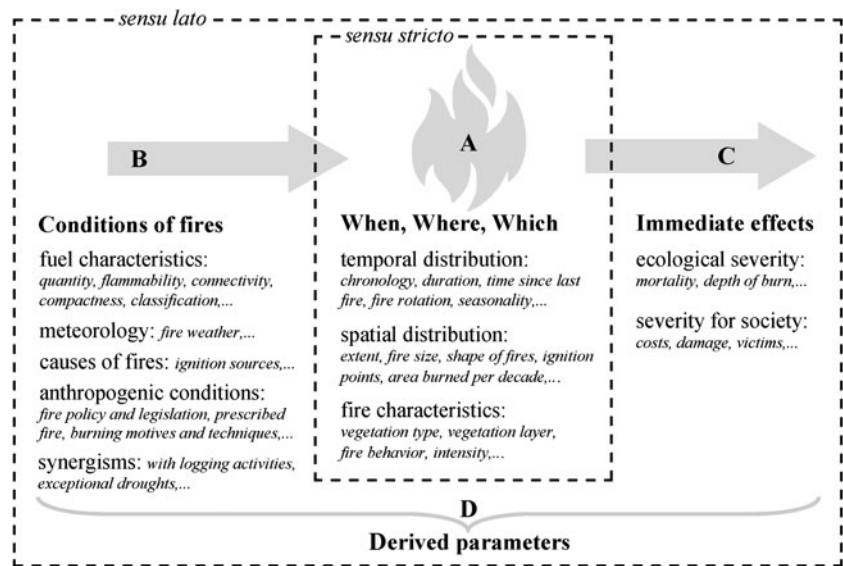 sensu lato
sensu stricto
B
A
C
Conditions of fires
fuel characteristics:
quantity, flammability, connectivity,
compactness, classification,...
meteorology: fire weather,...
causes of fires: ignition sources,...
anthropogenic conditions:
fire policy and legislation, prescribed
fire, burning motives and techniques,...
synergisms: with logging activities,
exceptional droughts,...
When, Where, Which
temporal distribution:
chronology, duration, time since last
fire, fire rotation, seasonality,...
spatial distribution:
extent, fire size, shape of fires, ignition
points, area burned per decade,...
fire characteristics:
vegetation type, vegetation layer,
fire behavior, intensity,...
Immediate effects
ecological severity:
mortality, depth of burn,...
severity for society:
costs, damage, victims,...
D
Derived parameters